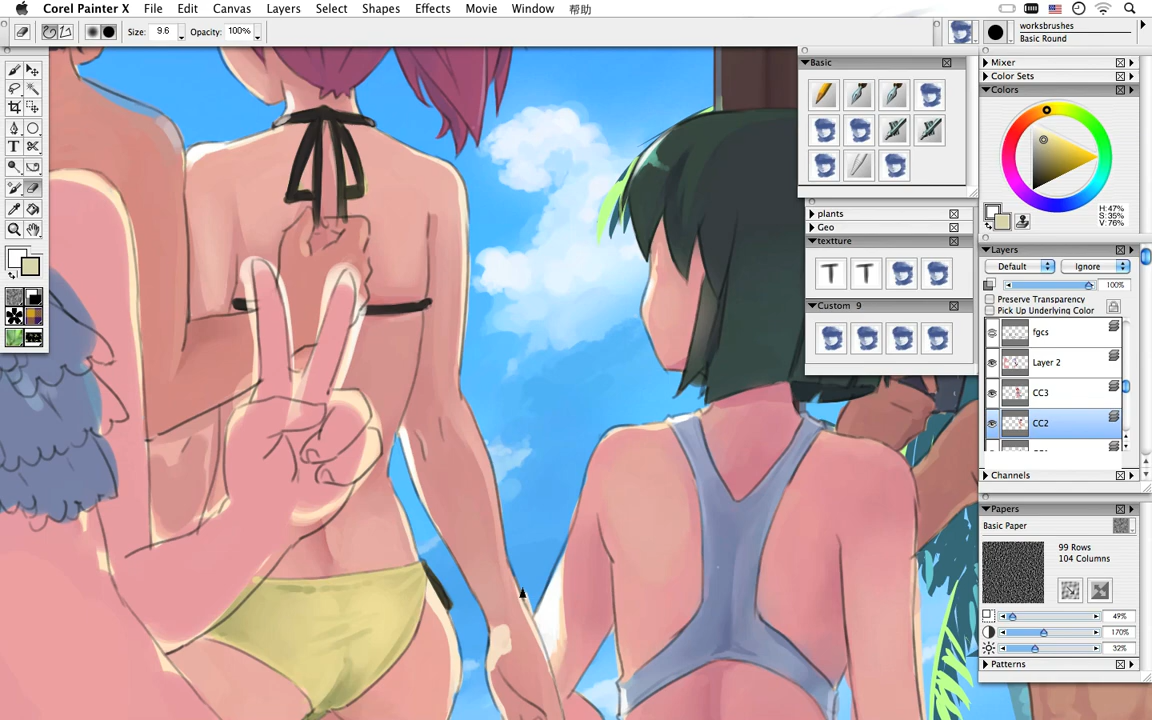 Corel Painter X File Edit Canvas Layers Select Shapes Effects Movie Window 帮助
Size: 9.6 Opacity: 100%
worksbrushes
Basic Round
Basic
plants
Geo
textture
T T
Custom 9
Mixer
Color Sets
Colors
H: 47%
S: 35%
V: 76%
Layers
Default Ignore
100%
Preserve Transparency
Pick Up Underlying Color
fgcs
Layer 2
CC3
CC2
Channels
Papers
Basic Paper
99 Rows
104 Columns
49%
170%
32%
Patterns